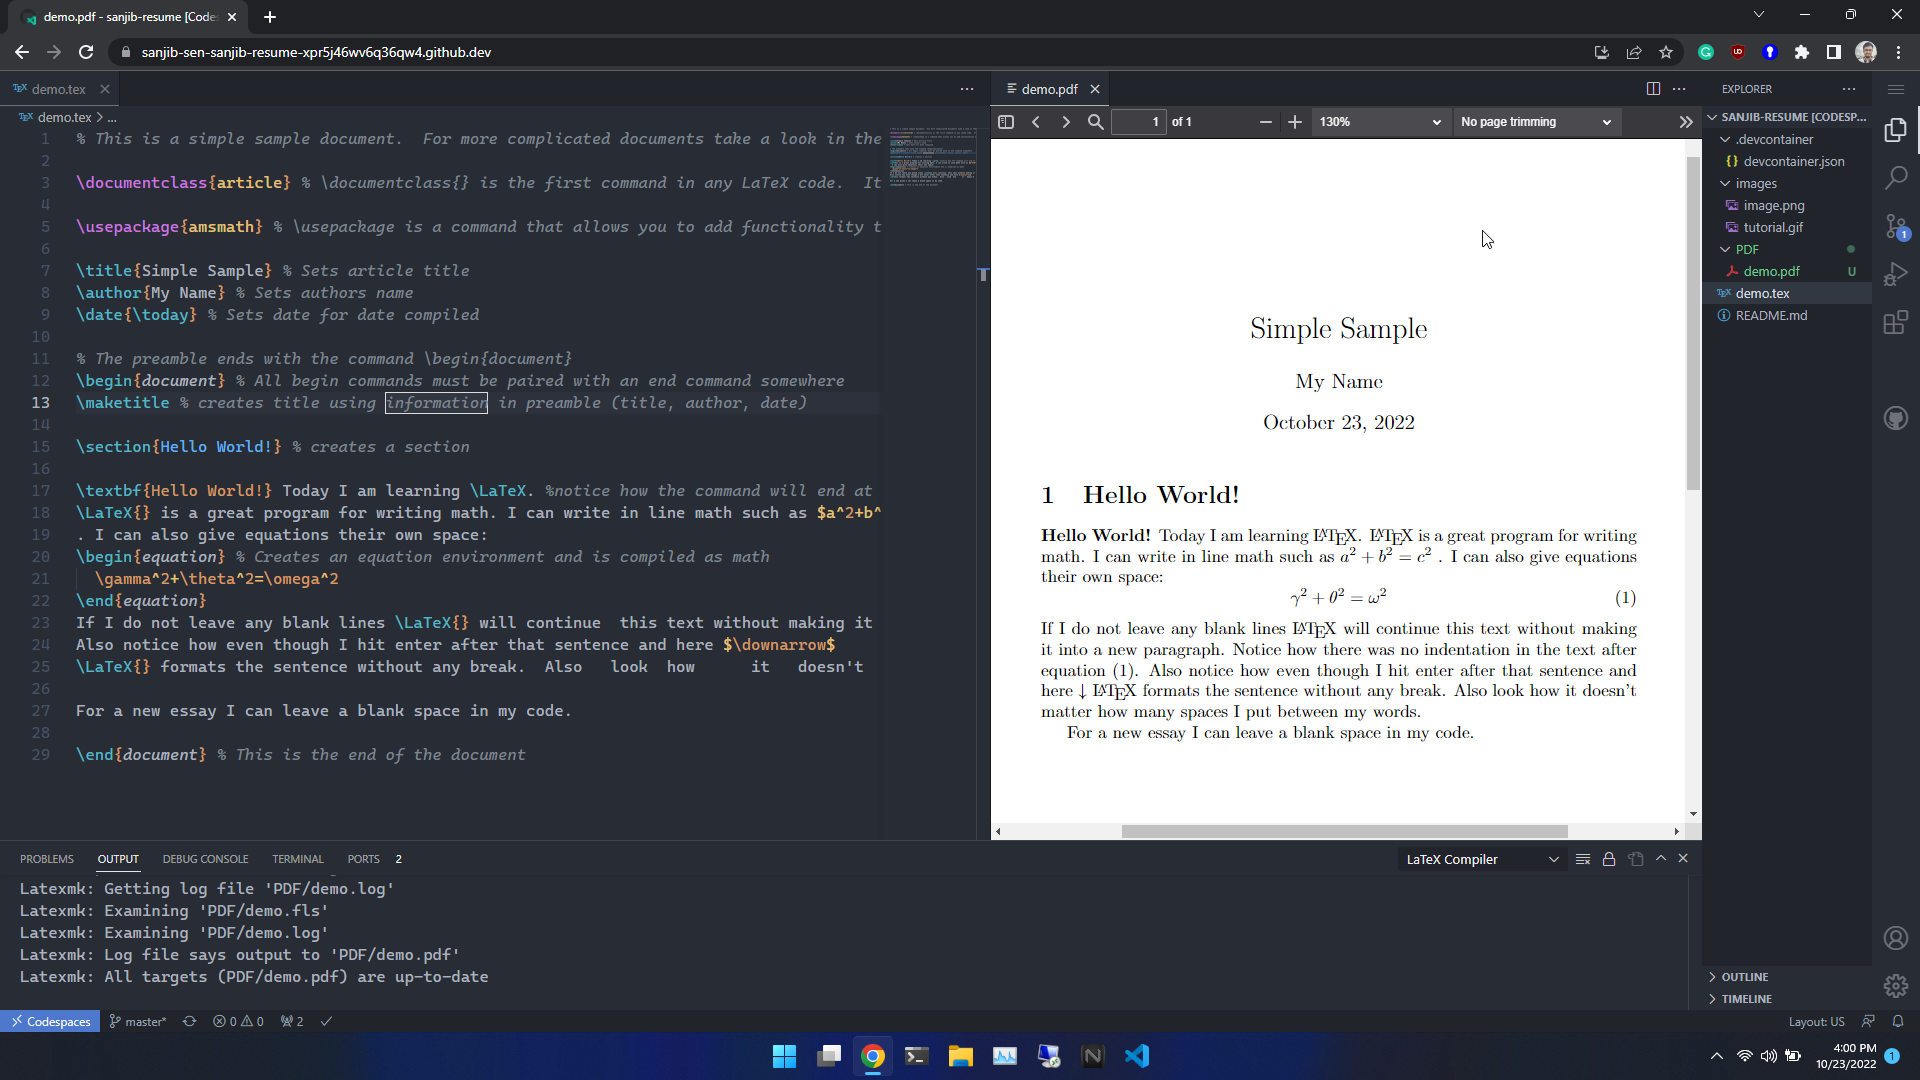 demo.pdf - sanjib-resume [Codes
sanjib-sen-sanjib-resume-xpr5j46wv6q36qw4.github.dev
TEX demo.tex
TEX demo.tex > ...
1 % This is a simple sample document.  For more complicated documents take a look in the
2
3 \documentclass{article} % \documentclass{} is the first command in any LaTeX code.  It
4
5 \usepackage{amsmath} % \usepackage is a command that allows you to add functionality t
6
7 \title{Simple Sample} % Sets article title
8 \author{My Name} % Sets authors name
9 \date{\today} % Sets date for date compiled
10
11 % The preamble ends with the command \begin{document}
12 \begin{document} % All begin commands must be paired with an end command somewhere
13 \maketitle % creates title using information in preamble (title, author, date)
14
15 \section{Hello World!} % creates a section
16
17 \textbf{Hello World!} Today I am learning \LaTeX. %notice how the command will end at
18 \LaTeX{} is a great program for writing math. I can write in line math such as $a^2+b^
19 . I can also give equations their own space:
20 \begin{equation} % Creates an equation environment and is compiled as math
21   \gamma^2+\theta^2=\omega^2
22 \end{equation}
23 If I do not leave any blank lines \LaTeX{} will continue  this text without making it
24 Also notice how even though I hit enter after that sentence and here $\downarrow$
25 \LaTeX{} formats the sentence without any break.  Also   look  how      it   doesn't
26
27 For a new essay I can leave a blank space in my code.
28
29 \end{document} % This is the end of the document
demo.pdf
1 of 1
130%
No page trimming
Simple Sample
My Name
October 23, 2022
1 Hello World!
Hello World! Today I am learning LATEX. LATEX is a great program for writing
math. I can write in line math such as a² + b² = c² . I can also give equations
their own space:
γ² + θ² = ω² (1)
If I do not leave any blank lines LATEX will continue this text without making
it into a new paragraph. Notice how there was no indentation in the text after
equation (1). Also notice how even though I hit enter after that sentence and
here ↓ LATEX formats the sentence without any break. Also look how it doesn't
matter how many spaces I put between my words.
For a new essay I can leave a blank space in my code.
EXPLORER
SANJIB-RESUME [CODESP...
.devcontainer
{} devcontainer.json
images
image.png
tutorial.gif
PDF
demo.pdf U
TEX demo.tex
README.md
OUTLINE
TIMELINE
1
PROBLEMS OUTPUT DEBUG CONSOLE TERMINAL PORTS 2
LaTeX Compiler
Latexmk: Getting log file 'PDF/demo.log'
Latexmk: Examining 'PDF/demo.fls'
Latexmk: Examining 'PDF/demo.log'
Latexmk: Log file says output to 'PDF/demo.pdf'
Latexmk: All targets (PDF/demo.pdf) are up-to-date
Codespaces master* 0 0 2
Layout: US
4:00 PM
10/23/2022
1